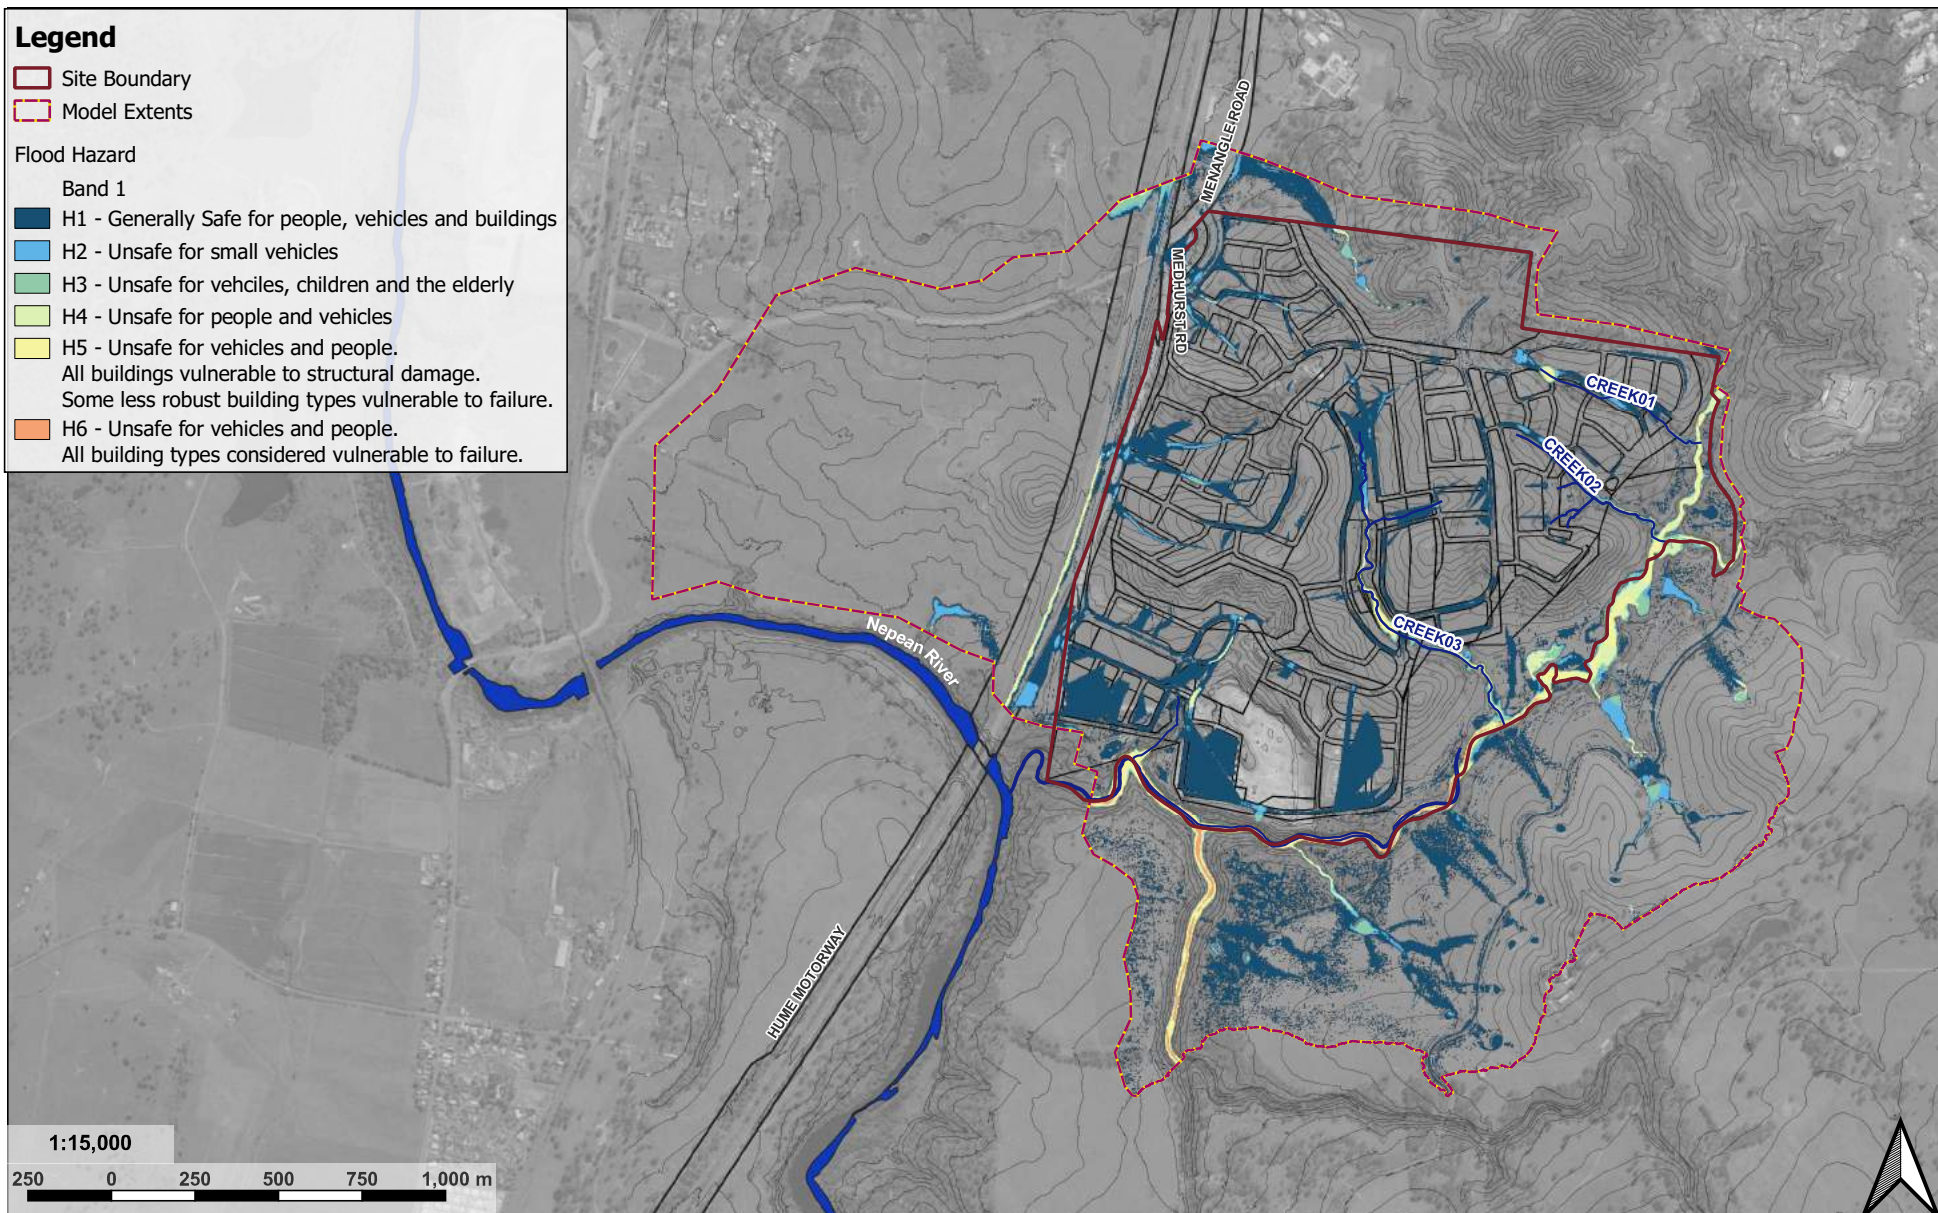 Legend
Site Boundary
Model Extents
Flood Hazard
Band 1
H1 - Generally Safe for people, vehicles and buildings
H2 - Unsafe for small vehicles
H3 - Unsafe for vehciles, children and the elderly
H4 - Unsafe for people and vehicles
H5 - Unsafe for vehicles and people.
All buildings vulnerable to structural damage.
Some less robust building types vulnerable to failure.
H6 - Unsafe for vehicles and people.
All building types considered vulnerable to failure.
MENANGLE ROAD
MEDHURST RD
CREEK01
CREEK02
CREEK03
Nepean River
HUME MOTORWAY
1:15,000
250 0 250 500 750 1,000 m